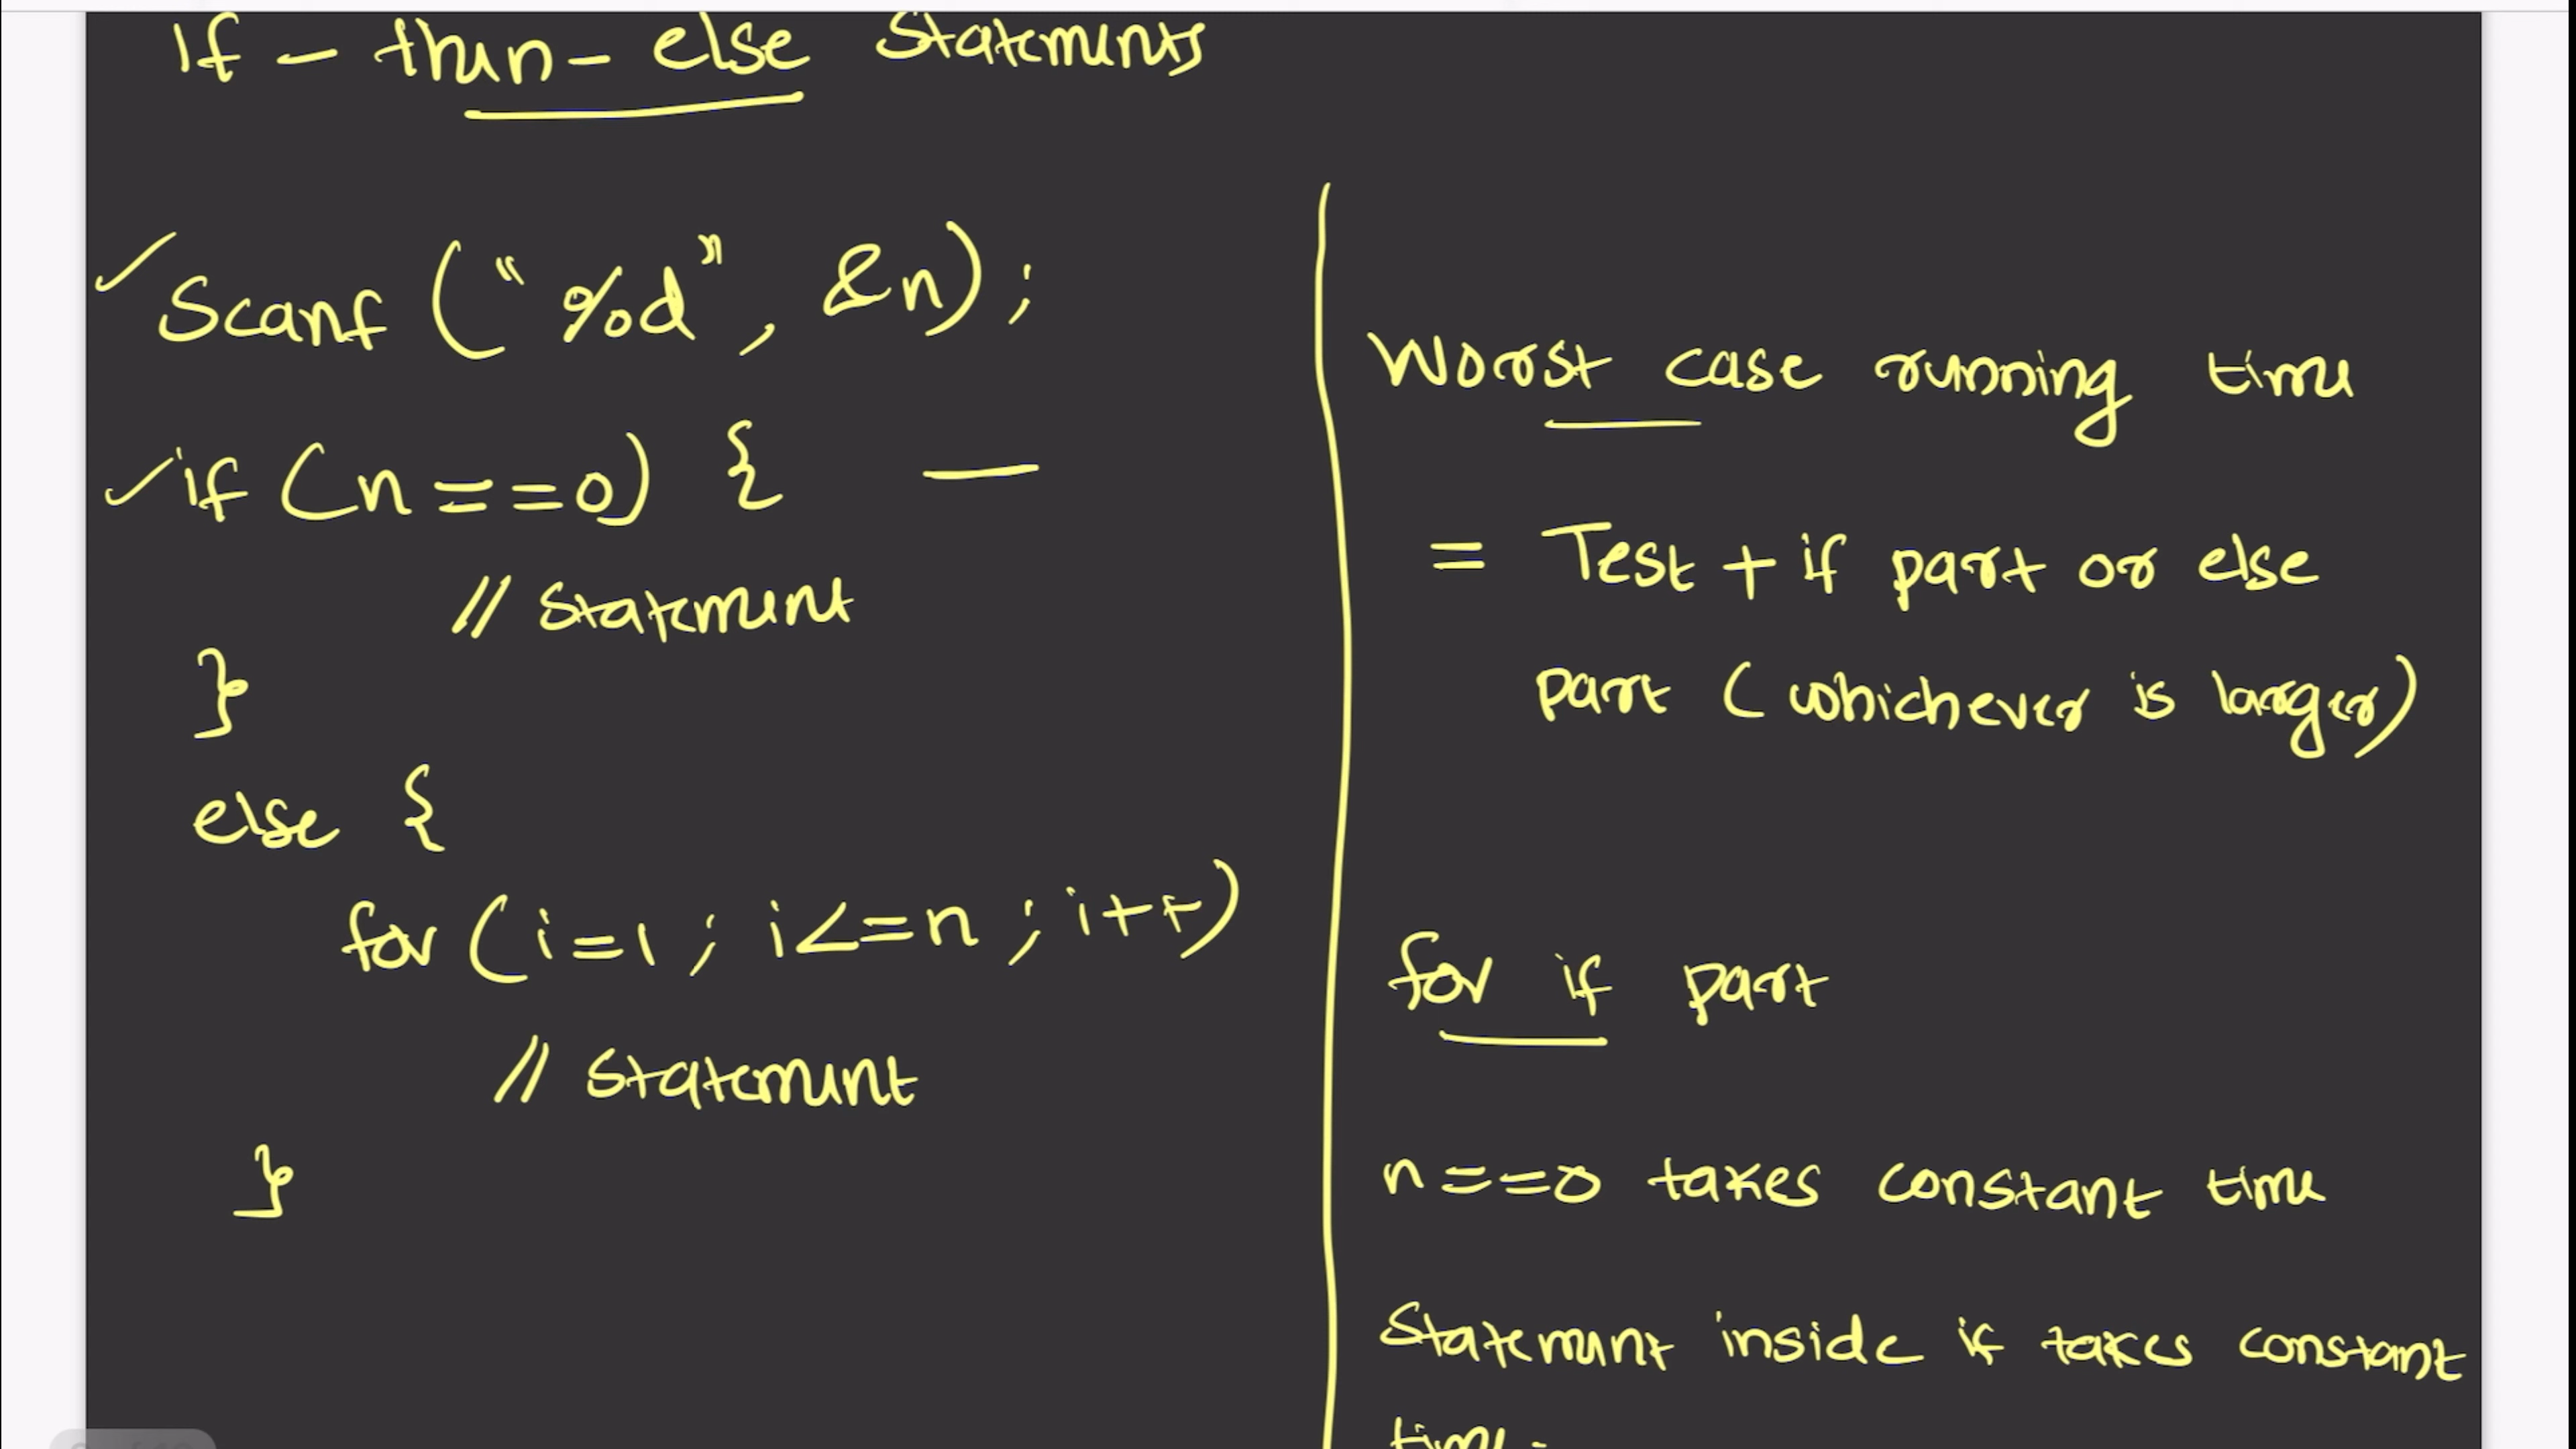 If - then - else Statements
Scanf ("%d", &n);
if (n == 0) {
// Statement
}
else {
for (i=1; i<=n; i++)
// Statement
}
Worst case running time
= Test + if part or else
part (whichever is larger)
for if part
n == 0 takes constant time
Statement inside if takes constant
time.